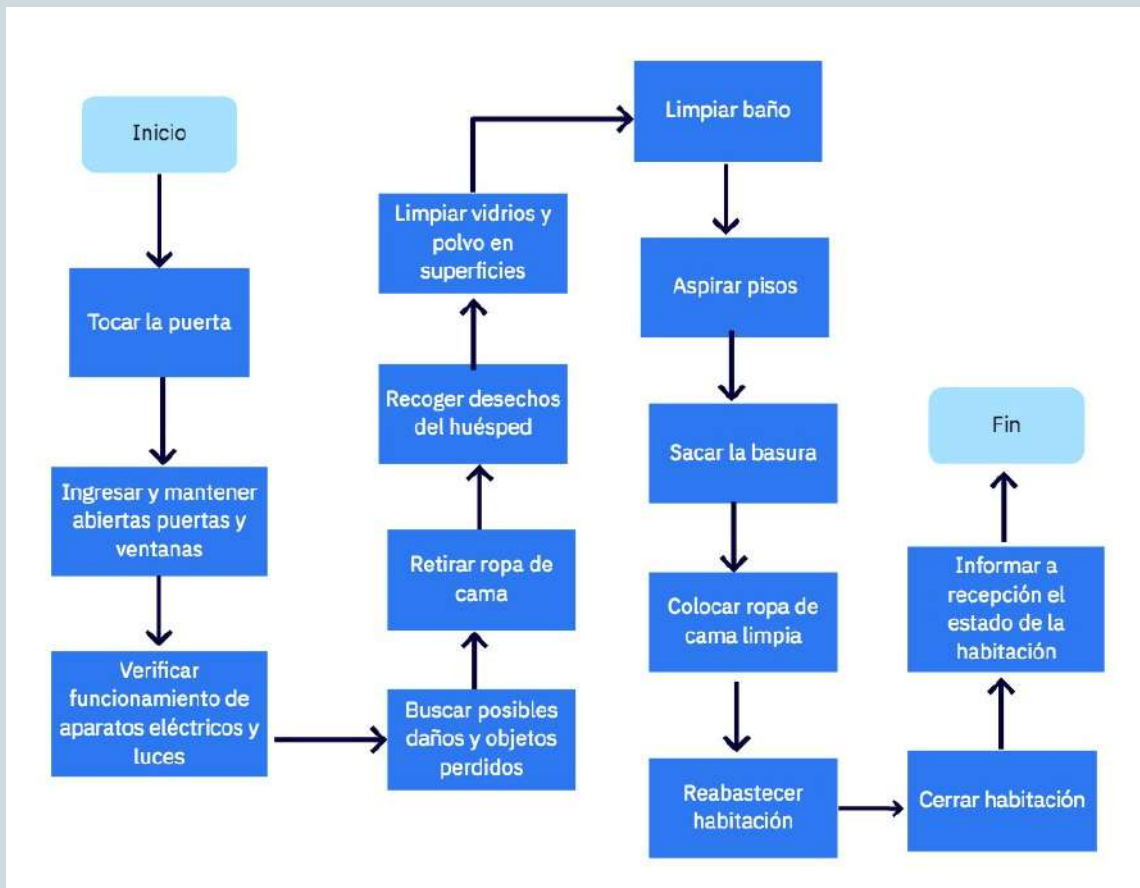 Inicio
Tocar la puerta
Ingresar y mantener
abiertas puertas y
ventanas
Verificar
funcionamiento de
aparatos eléctricos y
luces
Buscar posibles
daños y objetos
perdidos
Retirar ropa de
cama
Recoger desechos
del huésped
Limpiar vidrios y
polvo en
superficies
Limpiar baño
Aspirar pisos
Sacar la basura
Colocar ropa de
cama limpia
Reabastecer
habitación
Cerrar habitación
Informar a
recepción el
estado de la
habitación
Fin